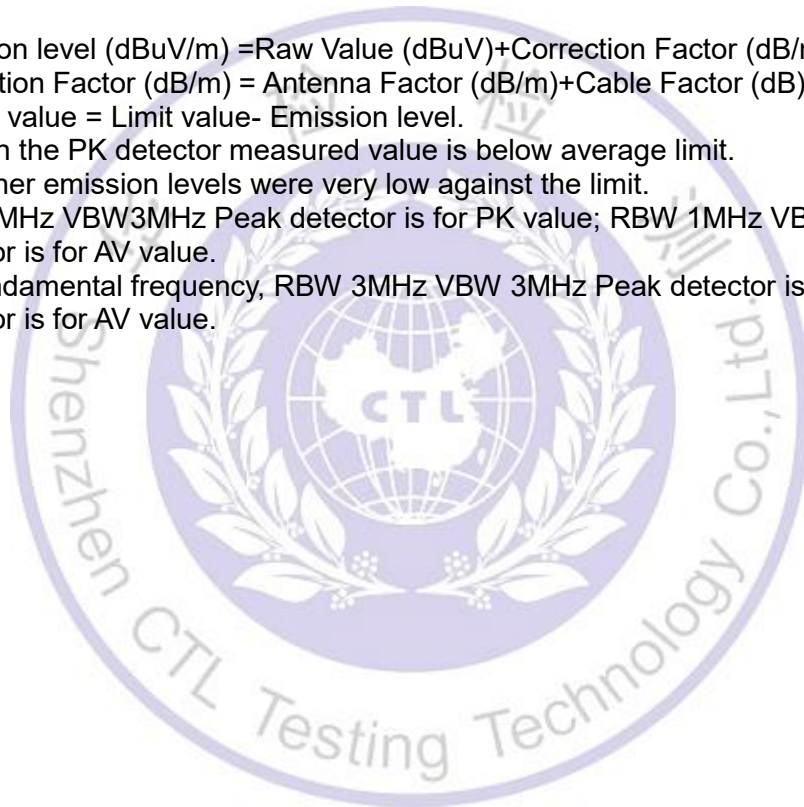 on level (dBuV/m) =Raw Value (dBuV)+Correction Factor (dB/m
tion Factor (dB/m) = Antenna Factor (dB/m)+Cable Factor (dB)
value = Limit value- Emission level.
n the PK detector measured value is below average limit.
her emission levels were very low against the limit.
MHz VBW3MHz Peak detector is for PK value; RBW 1MHz VB
or is for AV value.
ndamental frequency, RBW 3MHz VBW 3MHz Peak detector is
or is for AV value.
CTL
Shenzhen CTL Testing Technology Co., Ltd.
检 检 测